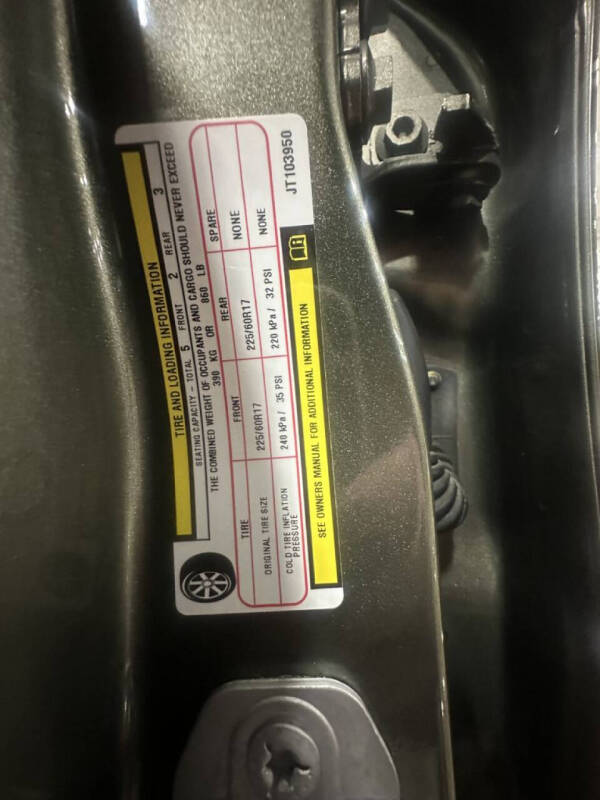 TIRE AND LOADING INFORMATION
SEATING CAPACITY - TOTAL 5 FRONT 2 REAR 3
THE COMBINED WEIGHT OF OCCUPANTS AND CARGO SHOULD NEVER EXCEED
390 KG OR 860 LB
TIRE FRONT REAR SPARE
ORIGINAL TIRE SIZE 225/60R17 225/60R17 NONE
COLD TIRE INFLATION PRESSURE 240 kPa / 35 PSI 220 kPa / 32 PSI NONE
SEE OWNERS MANUAL FOR ADDITIONAL INFORMATION
JT103950